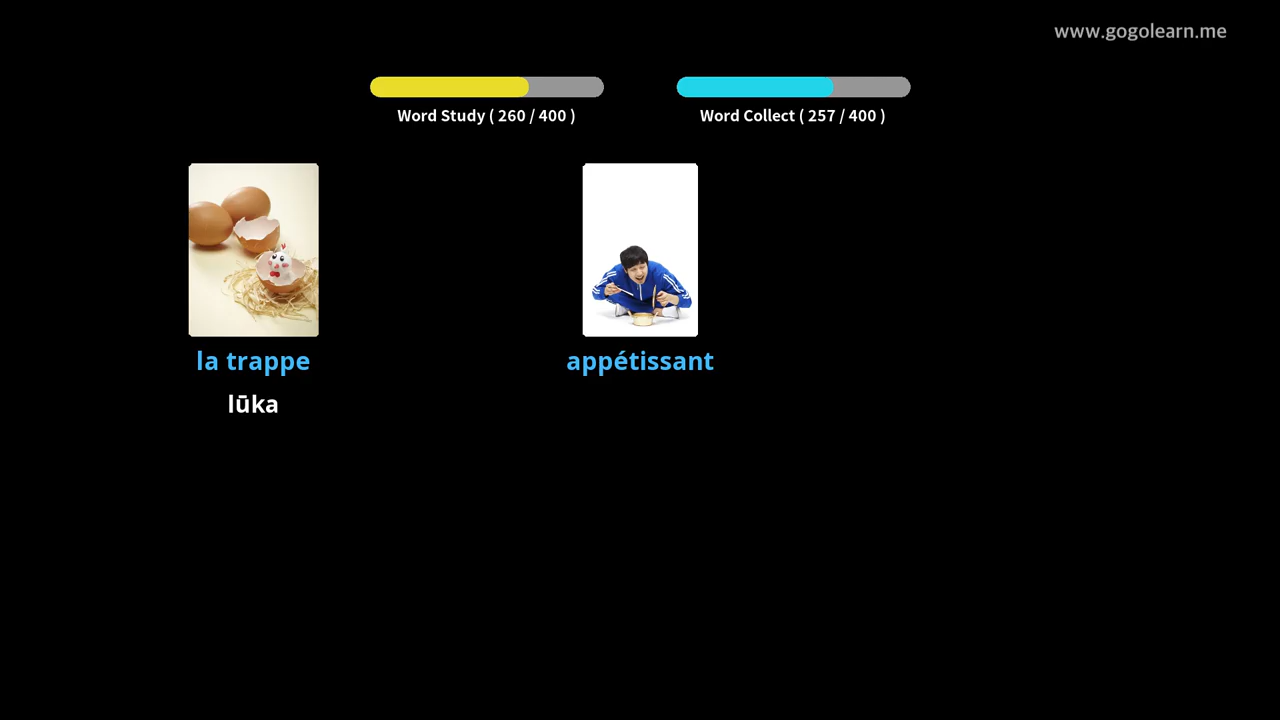 www.gogolearn.me
Word Study ( 260 / 400 )
Word Collect ( 257 / 400 )
la trappe
appétissant
lūka